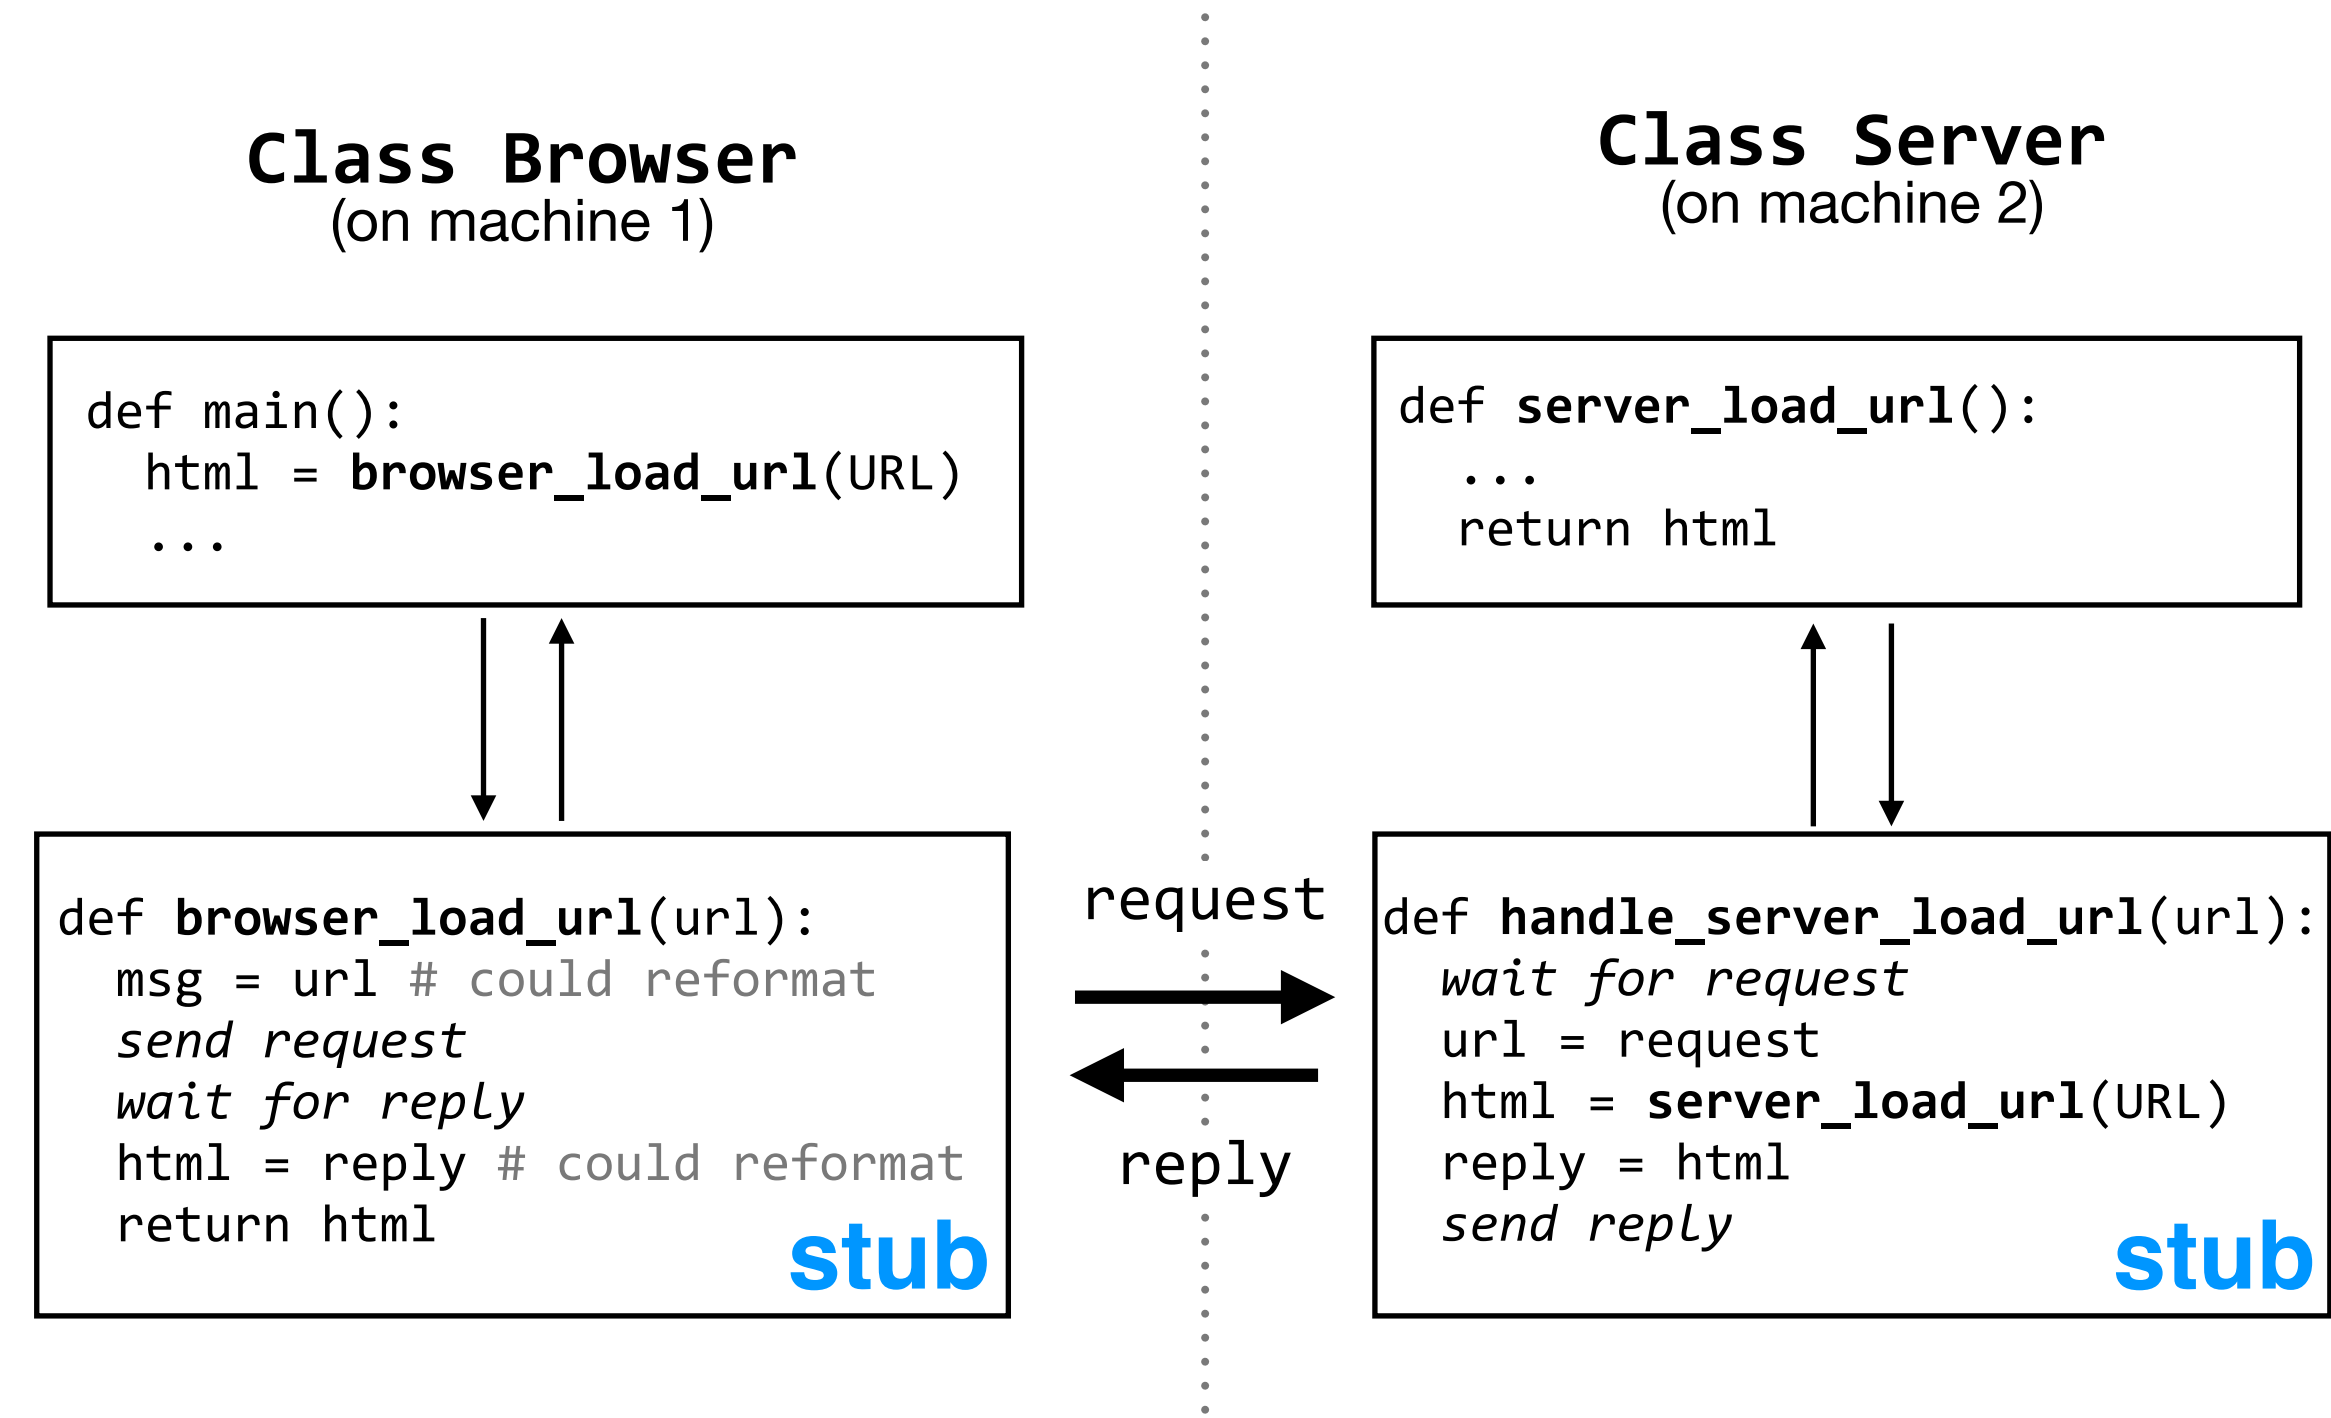 Class Browser
(on machine 1)
def main():
  html = browser_load_url(URL)
  ...
def browser_load_url(url):
  msg = url # could reformat
  send request
  wait for reply
  html = reply # could reformat
  return html
stub
request
reply
Class Server
(on machine 2)
def server_load_url():
  ...
  return html
def handle_server_load_url(url):
  wait for request
  url = request
  html = server_load_url(URL)
  reply = html
  send reply
stub